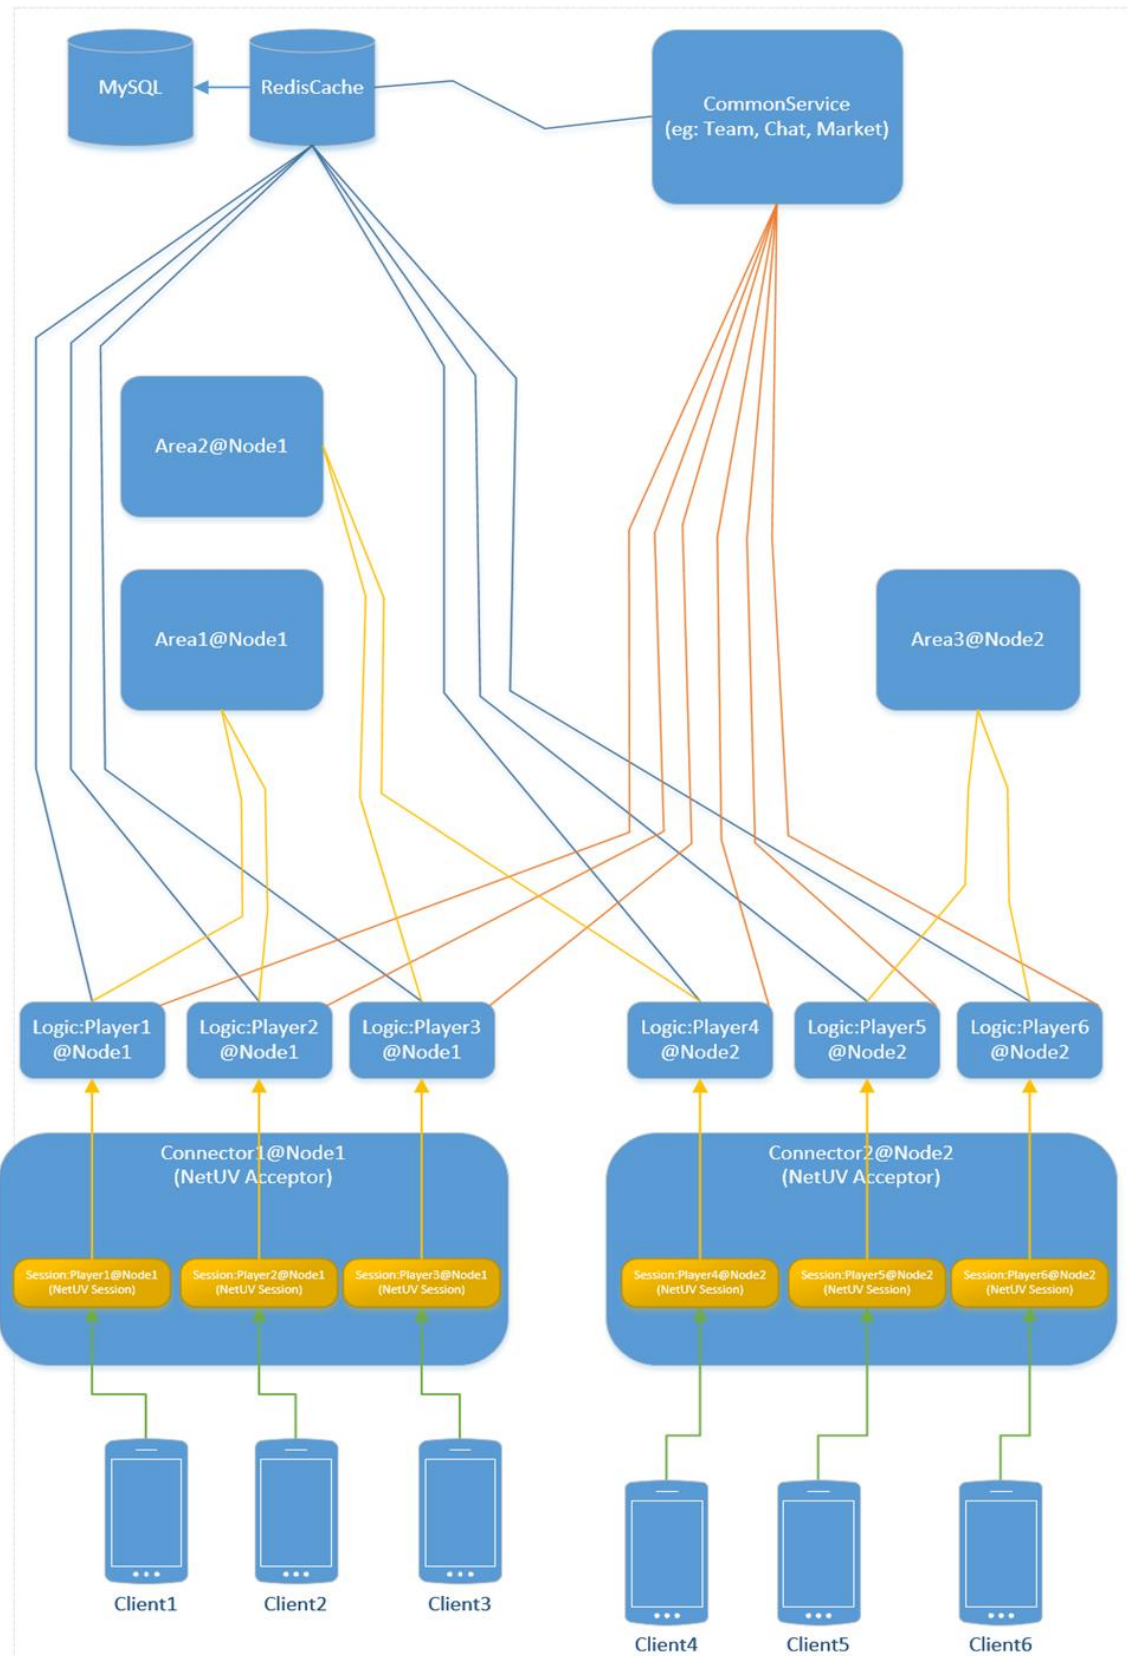 MySQL
RedisCache
CommonService
(eg: Team, Chat, Market)
Area2@Node1
Area1@Node1
Area3@Node2
Logic:Player1
@Node1
Logic:Player2
@Node1
Logic:Player3
@Node1
Logic:Player4
@Node2
Logic:Player5
@Node2
Logic:Player6
@Node2
Connector1@Node1
(NetUV Acceptor)
Connector2@Node2
(NetUV Acceptor)
Session:Player1@Node1
(NetUV Session)
Session:Player2@Node1
(NetUV Session)
Session:Player3@Node1
(NetUV Session)
Session:Player4@Node2
(NetUV Session)
Session:Player5@Node2
(NetUV Session)
Session:Player6@Node2
(NetUV Session)
Client1
Client2
Client3
Client4
Client5
Client6